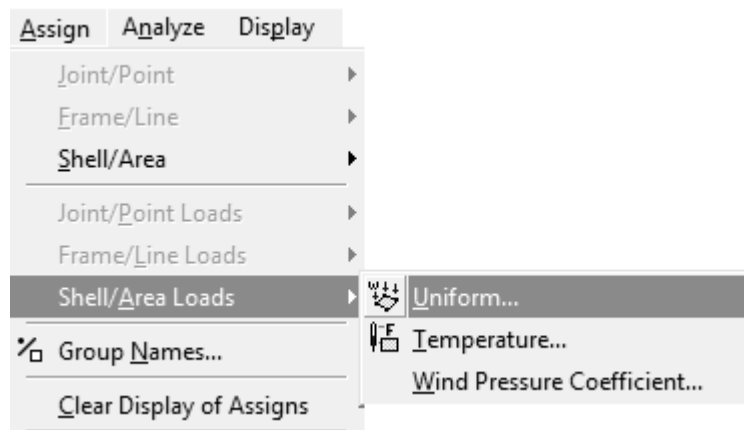 Assign Analyze Display
Joint/Point
Frame/Line
Shell/Area
Joint/Point Loads
Frame/Line Loads
Shell/Area Loads
Uniform...
Temperature...
Wind Pressure Coefficient...
Group Names...
Clear Display of Assigns